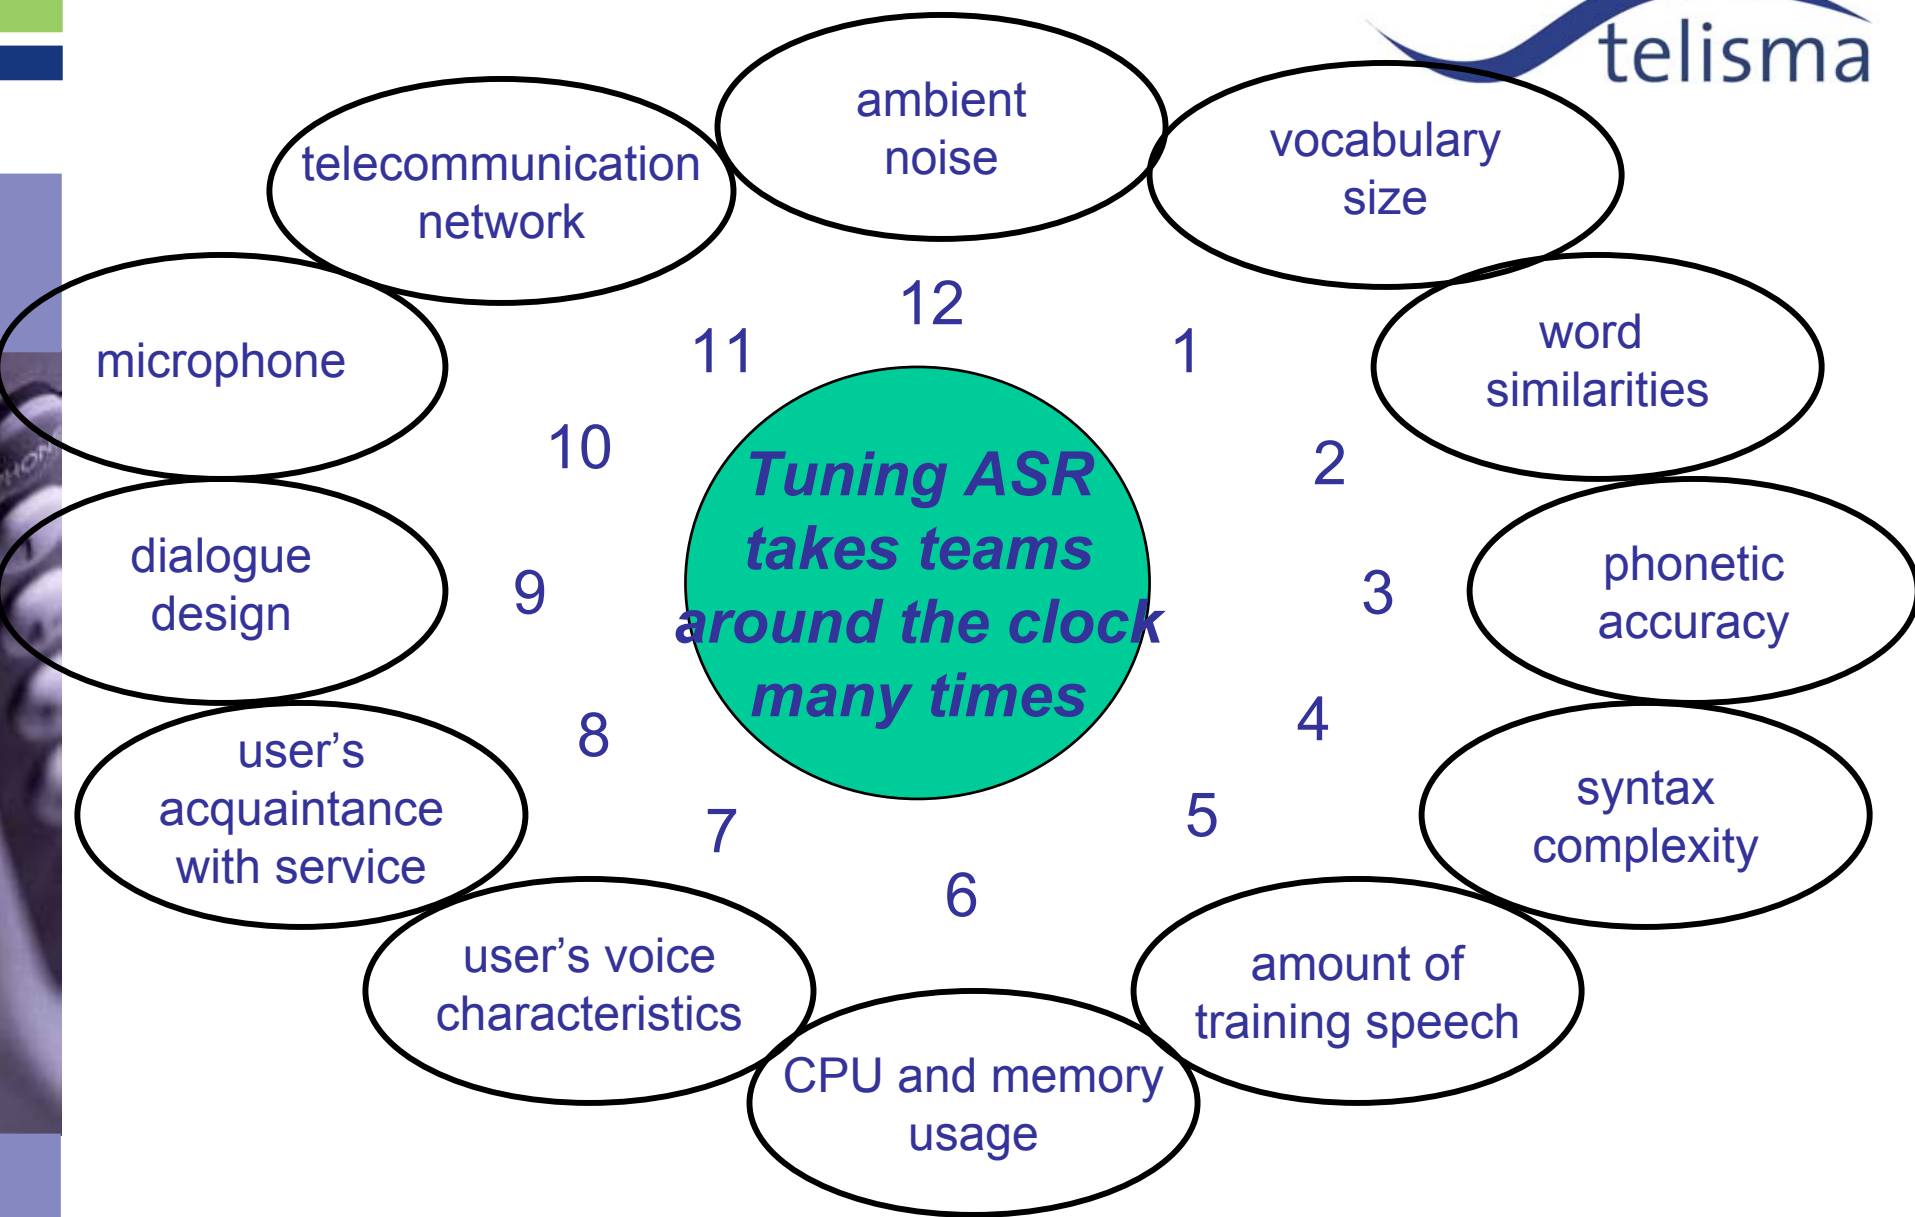 telisma
ambient
noise
vocabulary
size
word
similarities
phonetic
accuracy
syntax
complexity
amount of
training speech
CPU and memory
usage
user’s voice
characteristics
user's
acquaintance
with service
dialogue
design
microphone
telecommunication
network
12
1
2
3
4
5
6
7
8
9
10
11
Tuning ASR
takes teams
around the clock
many times